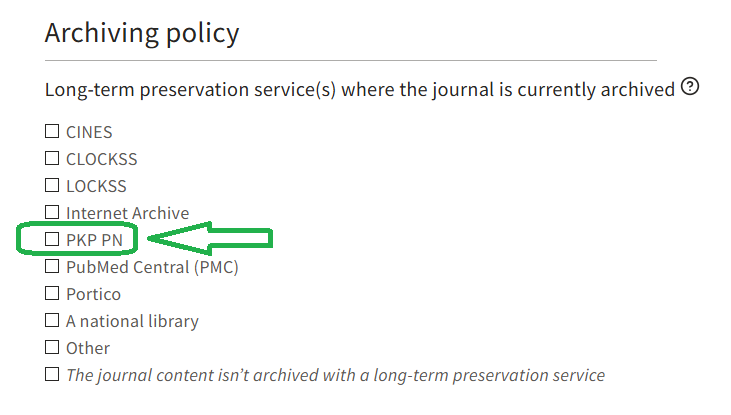 Archiving policy
Long-term preservation service(s) where the journal is currently archived ?
CINES
CLOCKSS
LOCKSS
Internet Archive
PKP PN
PubMed Central (PMC)
Portico
A national library
Other
The journal content isn’t archived with a long-term preservation service